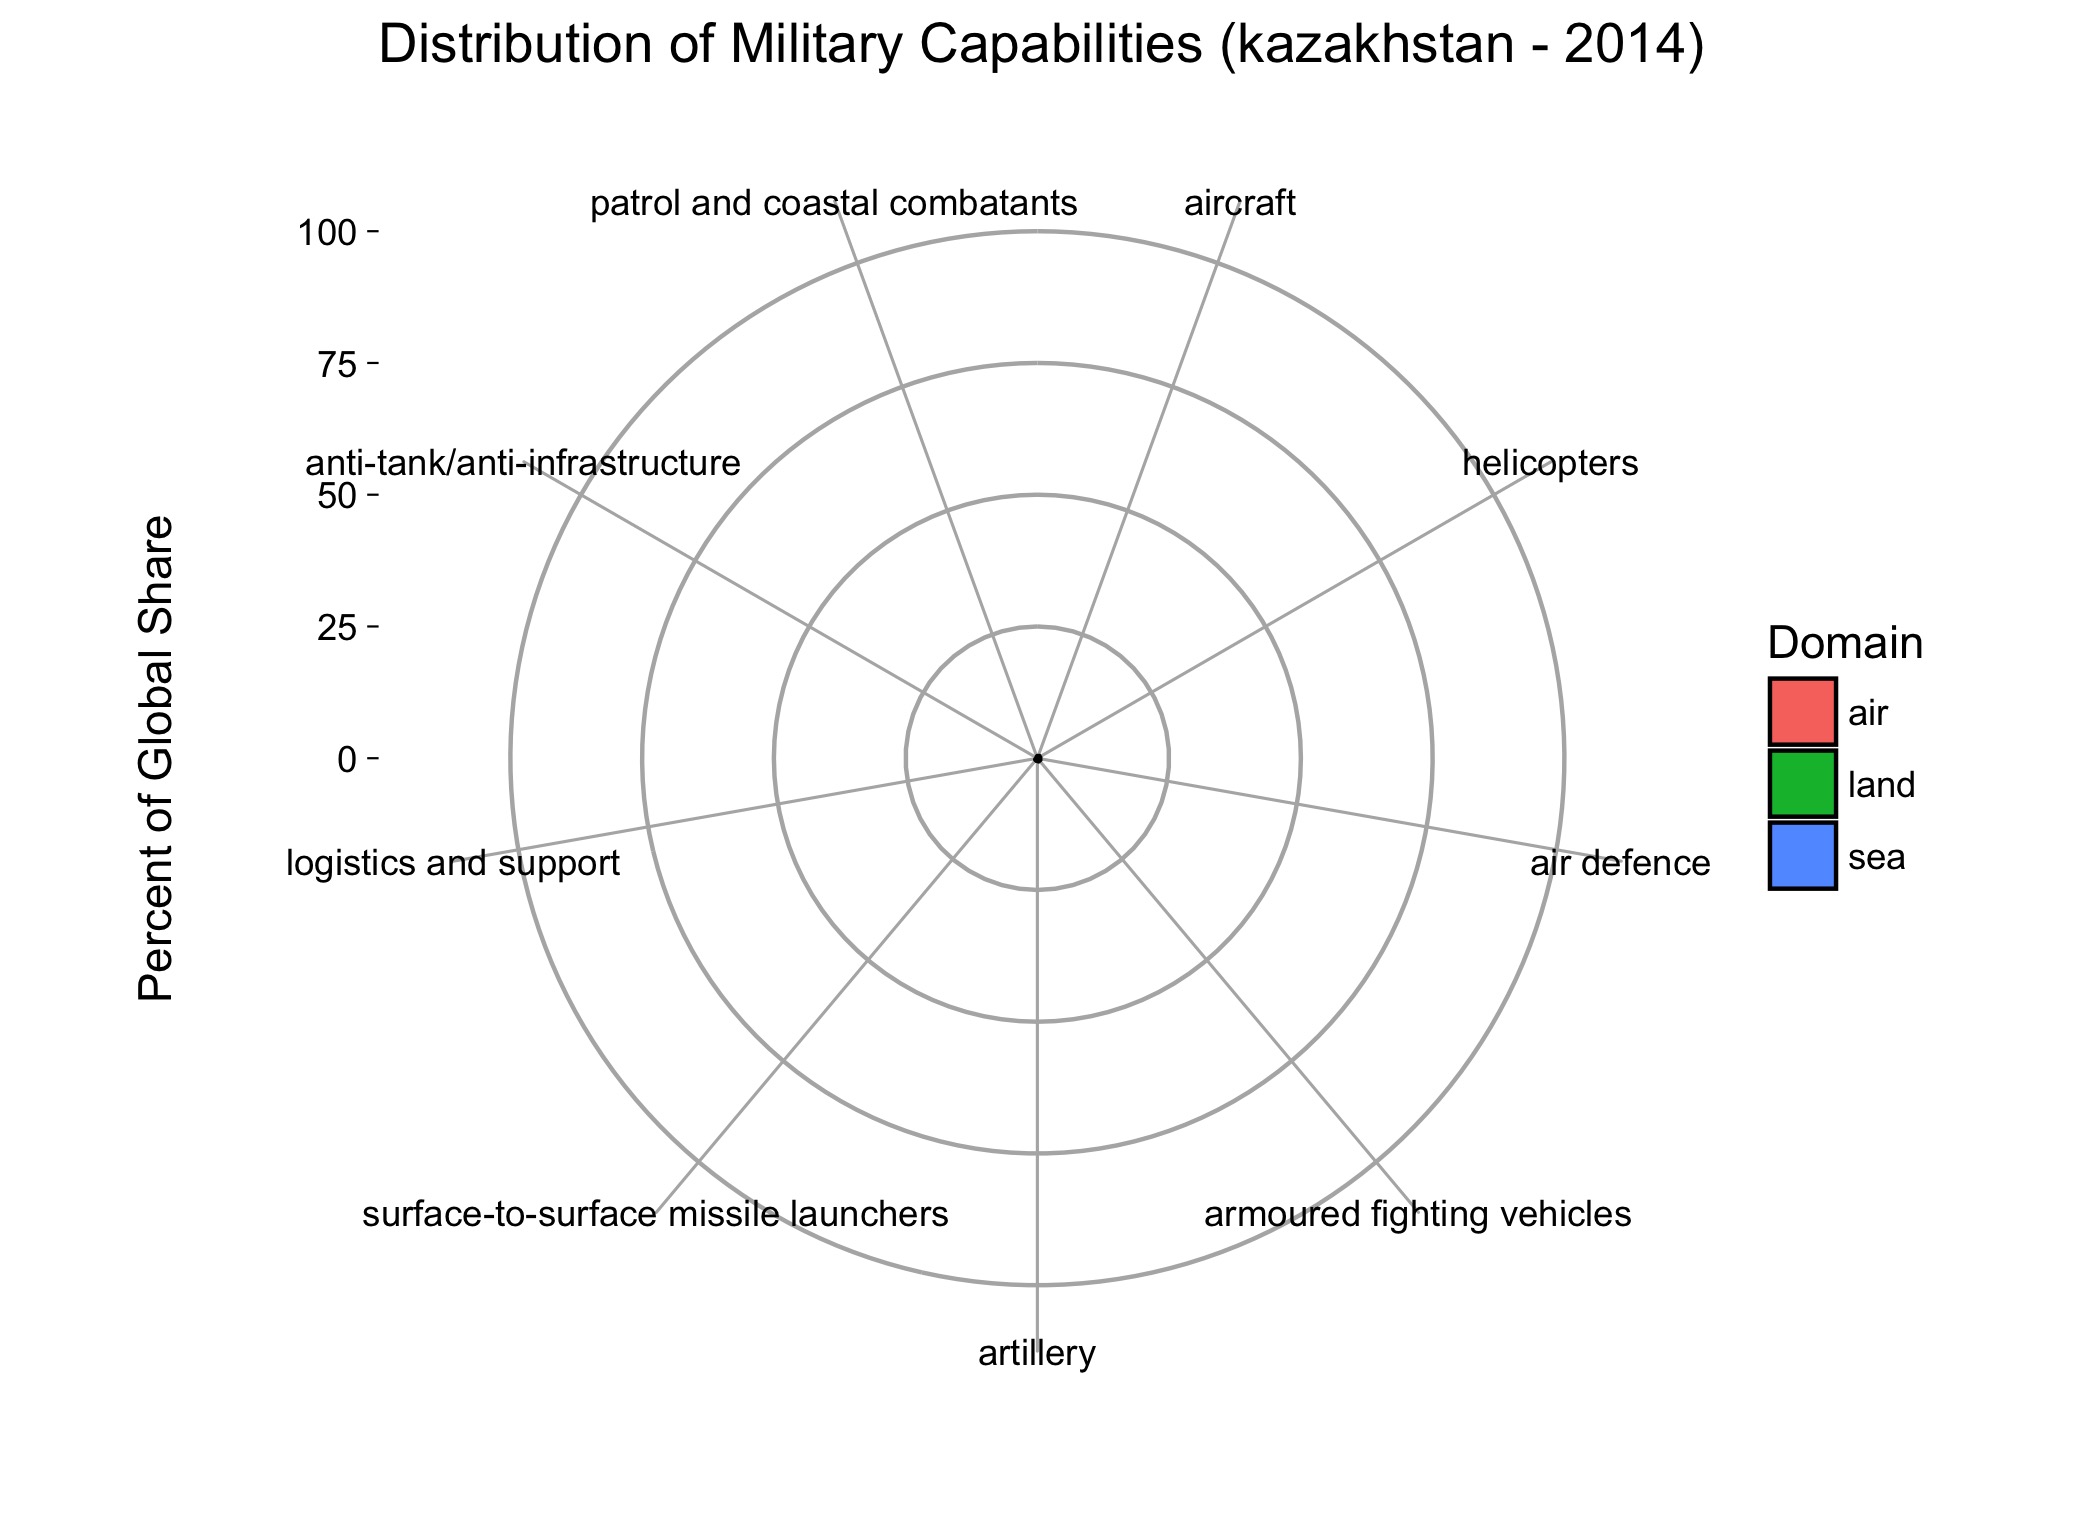 Distribution of Military Capabilities (kazakhstan - 2014)
patrol and coastal combatants
aircraft
100
75
anti-tank/anti-infrastructure
helicopters
50
Percent of Global Share
25
Domain
air
0
land
sea
logistics and support
air defence
surface-to-surface missile launchers
armoured fighting vehicles
artillery